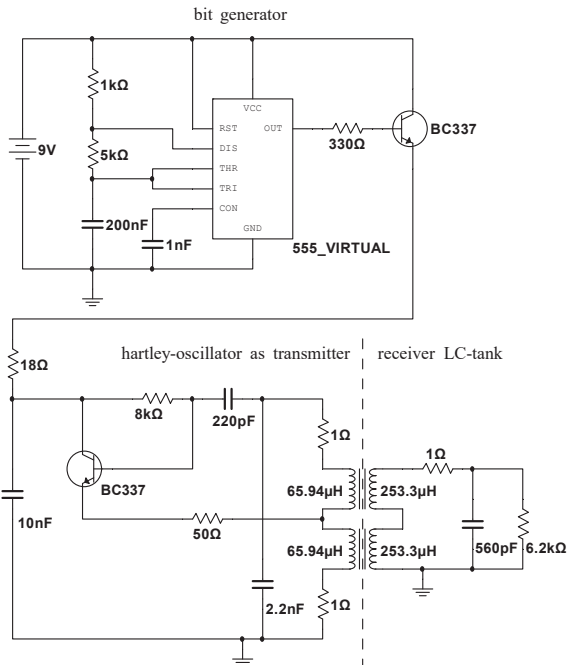 bit generator
1kΩ
5kΩ
200nF
1nF
9V
VCC
RST
OUT
DIS
THR
TRI
CON
GND
555_VIRTUAL
330Ω
BC337
hartley-oscillator as transmitter
receiver LC-tank
18Ω
8kΩ
220pF
1Ω
1Ω
BC337
65.94µH
253.3µH
10nF
50Ω
65.94µH
253.3µH
560pF
6.2kΩ
2.2nF
1Ω